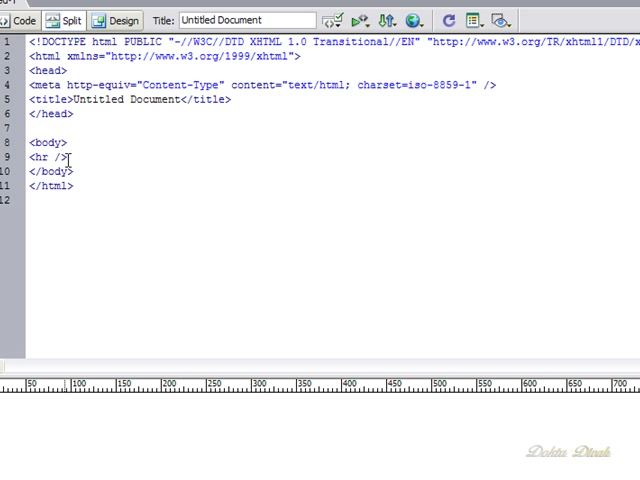 Code Split Design Title: Untitled Document
1 <!DOCTYPE html PUBLIC "-//W3C//DTD XHTML 1.0 Transitional//EN" "http://www.w3.org/TR/xhtml1/DTD/x
2 <html xmlns="http://www.w3.org/1999/xhtml">
3 <head>
4 <meta http-equiv="Content-Type" content="text/html; charset=iso-8859-1" />
5 <title>Untitled Document</title>
6 </head>
7
8 <body>
9 <hr />
10 </body>
11 </html>
12
50 100 150 200 250 300 350 400 450 500 550 600 650 700
Dokta Dinah